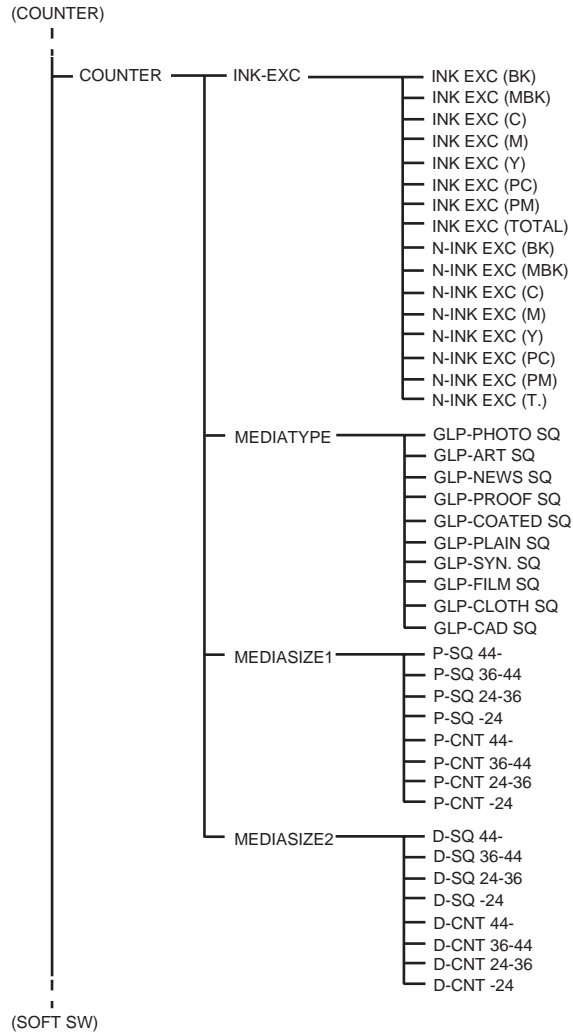 (COUNTER)
COUNTER INK-EXC INK EXC (BK)
INK EXC (MBK)
INK EXC (C)
INK EXC (M)
INK EXC (Y)
INK EXC (PC)
INK EXC (PM)
INK EXC (TOTAL)
N-INK EXC (BK)
N-INK EXC (MBK)
N-INK EXC (C)
N-INK EXC (M)
N-INK EXC (Y)
N-INK EXC (PC)
N-INK EXC (PM)
N-INK EXC (T.)
MEDIATYPE GLP-PHOTO SQ
GLP-ART SQ
GLP-NEWS SQ
GLP-PROOF SQ
GLP-COATED SQ
GLP-PLAIN SQ
GLP-SYN. SQ
GLP-FILM SQ
GLP-CLOTH SQ
GLP-CAD SQ
MEDIASIZE1 P-SQ 44-
P-SQ 36-44
P-SQ 24-36
P-SQ -24
P-CNT 44-
P-CNT 36-44
P-CNT 24-36
P-CNT -24
MEDIASIZE2 D-SQ 44-
D-SQ 36-44
D-SQ 24-36
D-SQ -24
D-CNT 44-
D-CNT 36-44
D-CNT 24-36
D-CNT -24
(SOFT SW)